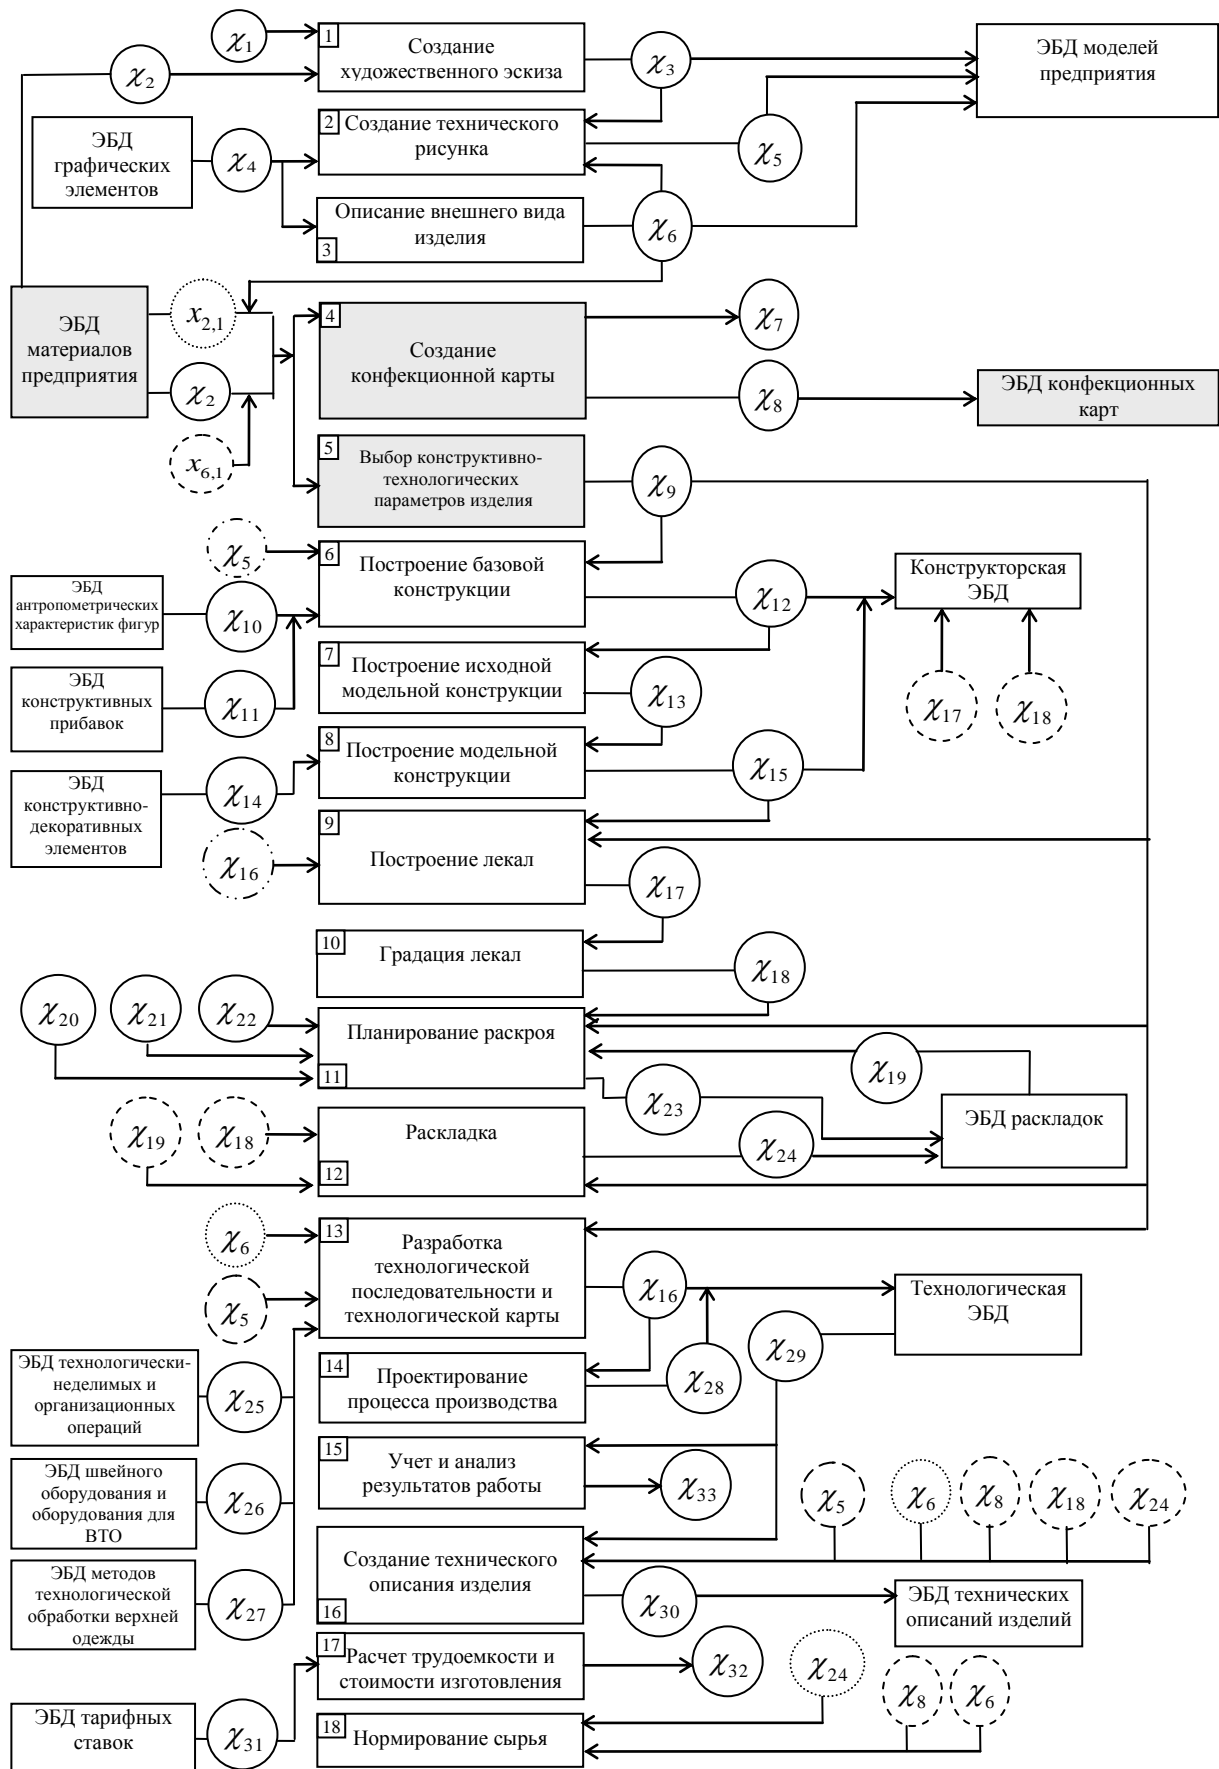 χ1
1
Создание
художественного эскиза
χ2
χ3
ЭБД моделей
предприятия
ЭБД
графических
элементов
χ4
2
Создание технического
рисунка
χ5
Описание внешнего вида
изделия
3
χ6
ЭБД
материалов
предприятия
x2,1
χ2
x6,1
4
Создание
конфекционной карты
χ7
χ8
ЭБД конфекционных
карт
5
Выбор конструктивно-
технологических
параметров изделия
χ9
χ5
6
Построение базовой
конструкции
ЭБД
антропометрических
характеристик фигур
χ10
χ12
Конструкторская
ЭБД
χ17
χ18
ЭБД
конструктивных
прибавок
χ11
7
Построение исходной
модельной конструкции
χ13
8
Построение модельной
конструкции
χ15
ЭБД
конструктивно-
декоративных
элементов
χ14
9
Построение лекал
χ16
χ17
10
Градация лекал
χ18
χ20
χ21
χ22
Планирование раскроя
11
χ19
χ23
ЭБД раскладок
χ19
χ18
Раскладка
12
χ24
χ6
13
Разработка
технологической
последовательности и
технологической карты
χ5
χ16
Технологическая
ЭБД
χ29
ЭБД технологически-
неделимых и
организационных
операций
χ25
14
Проектирование
процесса производства
χ28
ЭБД швейного
оборудования и
оборудования для
ВТО
χ26
15
Учет и анализ
результатов работы
χ33
χ5
χ6
χ8
χ18
χ24
ЭБД методов
технологической
обработки верхней
одежды
χ27
Создание технического
описания изделия
16
χ30
ЭБД технических
описаний изделий
17
Расчет трудоемкости и
стоимости изготовления
χ32
χ24
χ8
χ6
ЭБД тарифных
ставок
χ31
18
Нормирование сырья